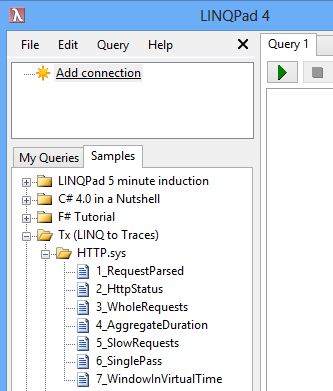 LINQPad 4
File Edit Query Help
Query 1
Add connection
My Queries Samples
LINQPad 5 minute induction
C# 4.0 in a Nutshell
F# Tutorial
Tx (LINQ to Traces)
HTTP.sys
1_RequestParsed
2_HttpStatus
3_WholeRequests
4_AggregateDuration
5_SlowRequests
6_SinglePass
7_WindowInVirtualTime